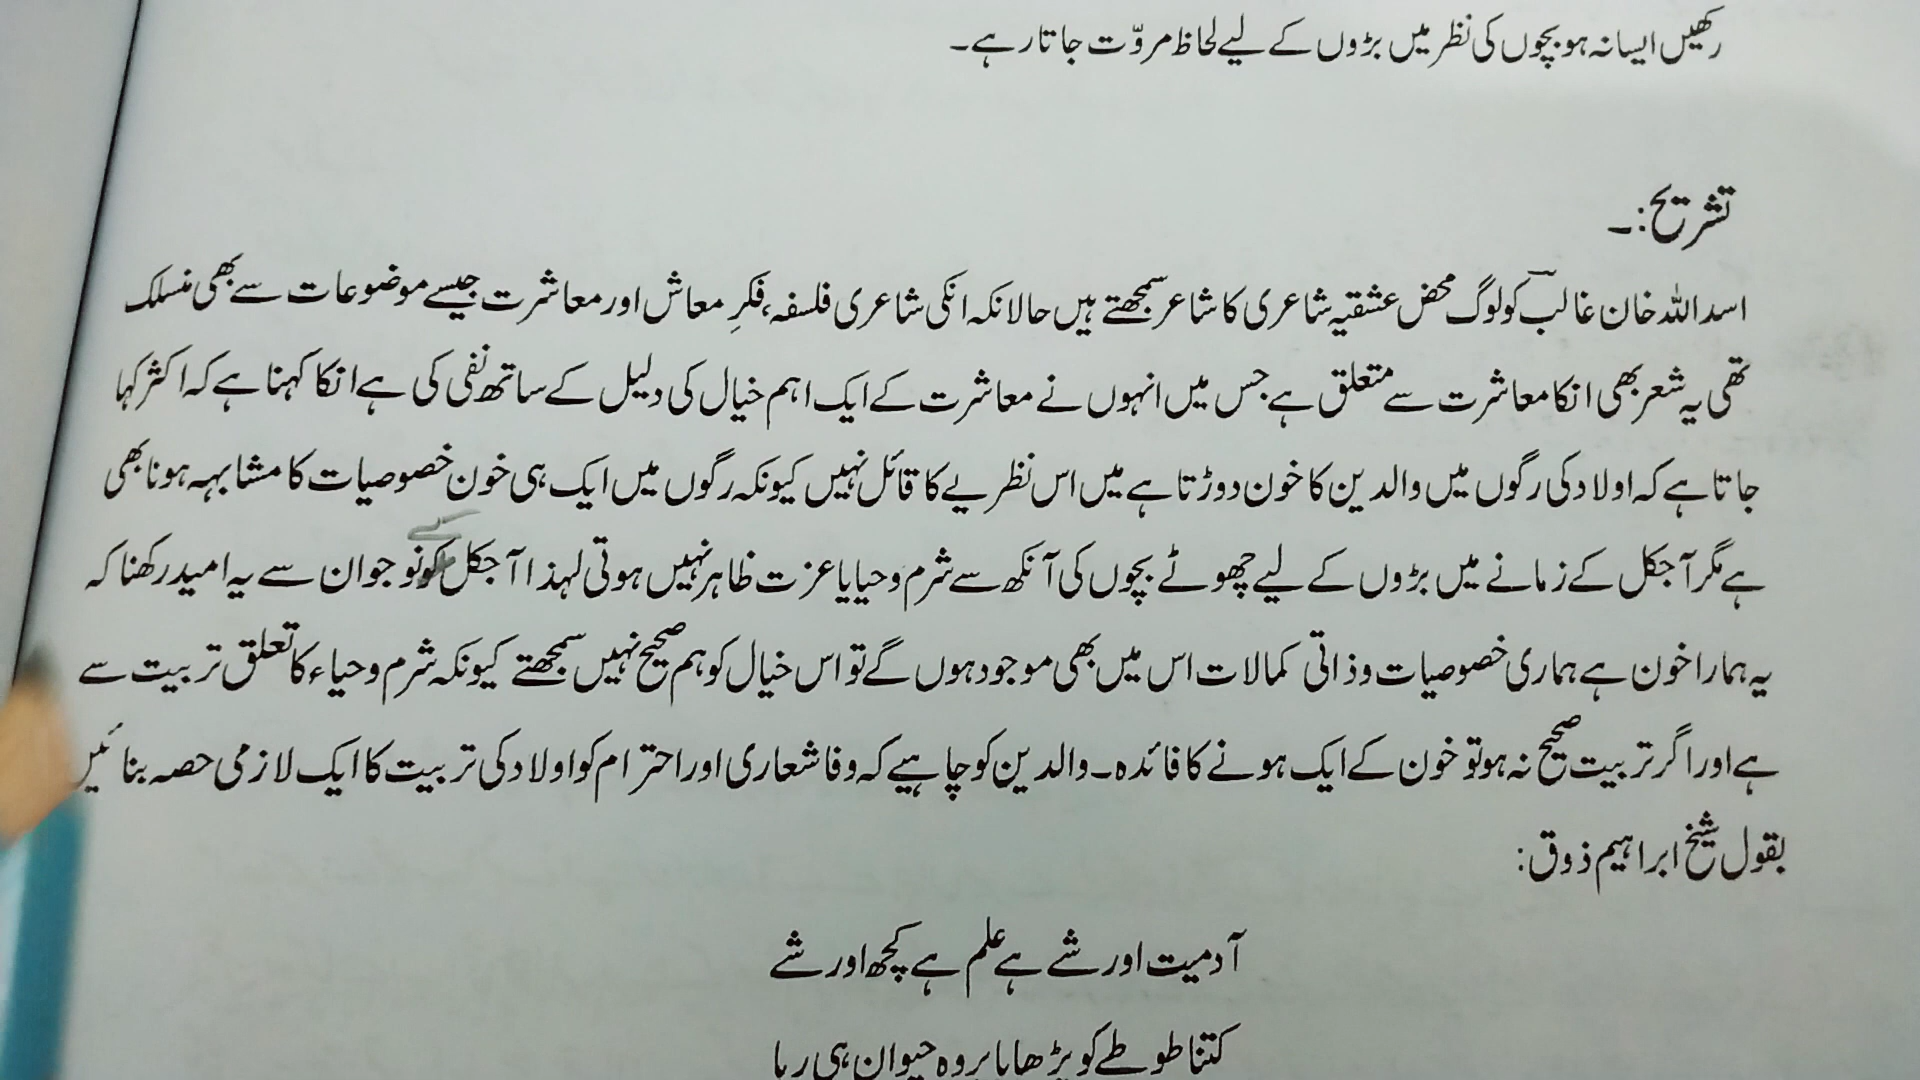 رکھیں ایسا نہ ہو بچوں کی نظر میں بڑوں کے لیے لحاظ مروّت جاتا رہے۔
تشریح:۔
اسد اللہ خان غالبؔ کو لوگ محض عشقیہ شاعری کا شاعر سمجھتے ہیں حالانکہ انکی شاعری فلسفہ، فکرِ معاش اور معاشرت جیسے موضوعات سے بھی منسلک
تھی یہ شعر بھی انکا معاشرت سے متعلق ہے جس میں انہوں نے معاشرت کے ایک اہم خیال کی دلیل کے ساتھ نفی کی ہے انکا کہنا ہے کہ اکثر کہا
جاتا ہے کہ اولاد کی رگوں میں والدین کا خون دوڑتا ہے میں اس نظریے کا قائل نہیں کیونکہ رگوں میں ایک ہی خون خصوصیات کا مشابہہ ہونا بھی
ہے مگر آجکل کے زمانے میں بڑوں کے لیے چھوٹے بچوں کی آنکھ سے شرم و حیا یا عزت ظاہر نہیں ہوتی لہذا آجکل کے نوجوان سے یہ امید رکھنا کہ
یہ ہمارا خون ہے ہماری خصوصیات و ذاتی کمالات اس میں بھی موجود ہوں گے تو اس خیال کو ہم صحیح نہیں سمجھتے کیونکہ شرم و حیاء کا تعلق تربیت سے
ہے اور اگر تربیت صحیح نہ ہو تو خون کے ایک ہونے کا فائدہ۔ والدین کو چاہیے کہ وفا شعاری اور احترام کو اولاد کی تربیت کا ایک لازمی حصہ بنائیں
بقول شیخ ابراہیم ذوق:
آدمیت اور شے ہے علم ہے کچھ اور شے
کتنا طوطے کو پڑھایا پر وہ حیوان ہی رہا